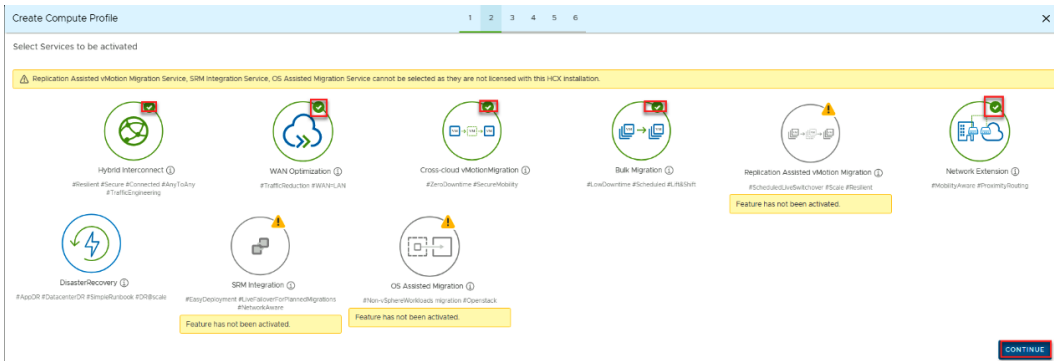 Create Compute Profile
1 2 3 4 5 6
Select Services to be activated
Replication Assisted vMotion Migration Service, SRM Integration Service, OS Assisted Migration Service cannot be selected as they are not licensed with this HCX installation.
Hybrid Interconnect
#Resilient #Secure #Connected #AnyToAny
#TrafficEngineering
WAN Optimization
#TrafficReduction #WAN=LAN
Cross-cloud vMotionMigration
#ZeroDowntime #SecureMobility
Bulk Migration
#LowDowntime #Scheduled #Lift&Shift
Replication Assisted vMotion Migration
#ScheduledLiveSwitchover #Scale #Resilient
Feature has not been activated.
Network Extension
#MobilityAware #ProximityRouting
DisasterRecovery
#AppDR #DatacenterDR #SimpleRunbook #DR@scale
SRM Integration
#EasyDeployment #LiveFailoverForPlannedMigrations
#NetworkAware
Feature has not been activated.
OS Assisted Migration
#Non-vSphereWorkloads migration #Openstack
Feature has not been activated.
CONTINUE